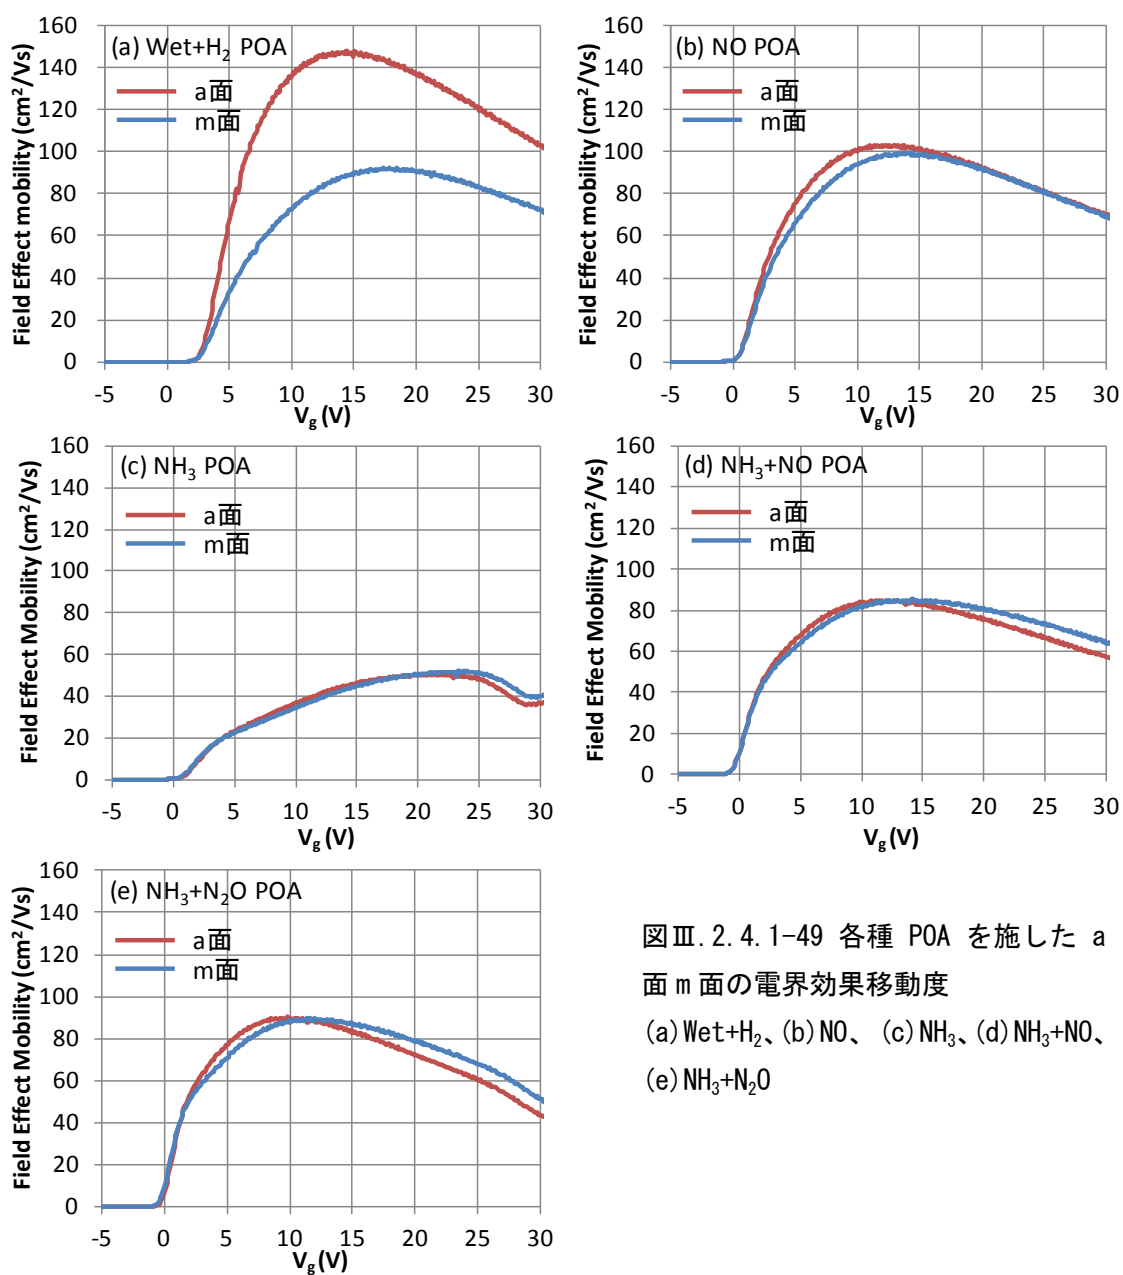 (a) Wet+H₂ POA
a面
m面
Field Effect mobility (cm²/Vs)
160
140
120
100
80
60
40
20
0
-5 0 5 10 15 20 25 30
Vg (V)
(b) NO POA
a面
m面
Field Effect mobility (cm²/Vs)
160
140
120
100
80
60
40
20
0
-5 0 5 10 15 20 25 30
Vg (V)
(c) NH₃ POA
a面
m面
Field Effect Mobility (cm²/Vs)
160
140
120
100
80
60
40
20
0
-5 0 5 10 15 20 25 30
Vg (V)
(d) NH₃+NO POA
a面
m面
Field Effect Mobility (cm²/Vs)
160
140
120
100
80
60
40
20
0
-5 0 5 10 15 20 25 30
Vg (V)
(e) NH₃+N₂O POA
a面
m面
Field Effect Mobility (cm²/Vs)
160
140
120
100
80
60
40
20
0
-5 0 5 10 15 20 25 30
Vg (V)
図Ⅲ.2.4.1-49 各種 POA を施した a
面 m 面の電界効果移動度
(a)Wet+H₂、(b)NO、 (c)NH₃、(d)NH₃+NO、
(e)NH₃+N₂O